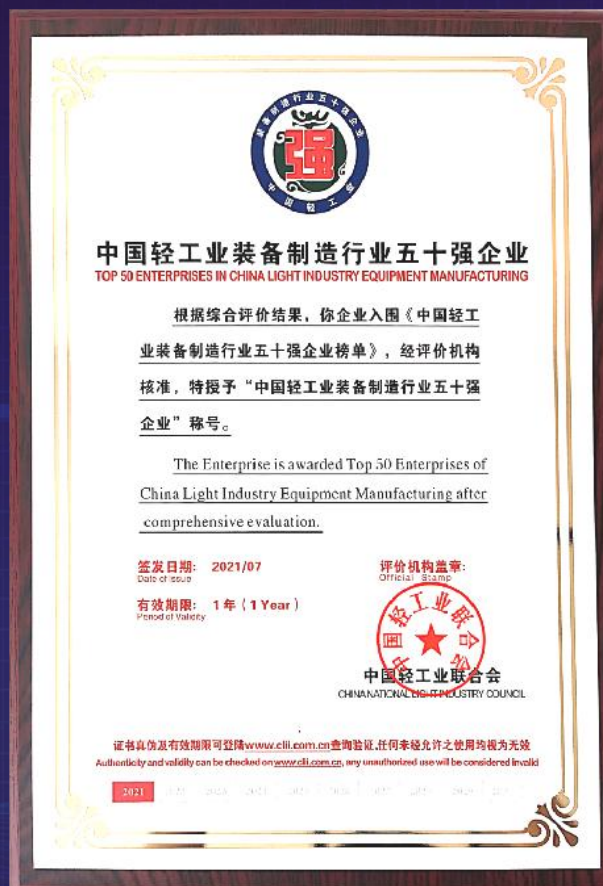 装备制造行业五十强企业
强
中国轻工业
中国轻工业装备制造行业五十强企业
TOP 50 ENTERPRISES IN CHINA LIGHT INDUSTRY EQUIPMENT MANUFACTURING
根据综合评价结果，你企业入围《中国轻工
业装备制造行业五十强企业榜单》，经评价机构
核准，特授予“中国轻工业装备制造行业五十强
企业”称号。
The Enterprise is awarded Top 50 Enterprises of
China Light Industry Equipment Manufacturing after
comprehensive evaluation.
签发日期： 2021/07 评价机构盖章：
Date of Issue Official Stamp
有效期限： 1年（1 Year）
Period of Validity
中国轻工业联合会
中国轻工业联合会
CHINA NATIONAL LIGHT INDUSTRY COUNCIL
证书真伪及有效期限可登陆www.clii.com.cn查询验证,任何未经允许之使用均视为无效
Authenticity and validity can be checked on www.clii.com.cn, any unauthorized use will be considered invalid
2021